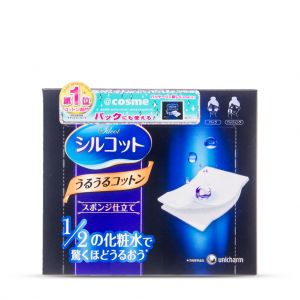 第1位
@cosme
パックにも使える!
Silcot
シルコット
うるうるコットン
スポンジ仕立て
1/2の化粧水で
驚くほどうるおう
unicharm